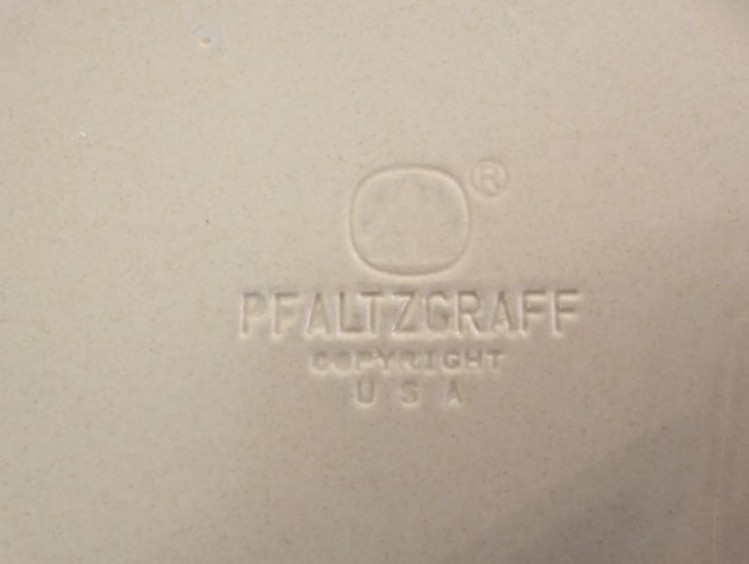 ®
PFALTZGRAFF
COPYRIGHT
U S A